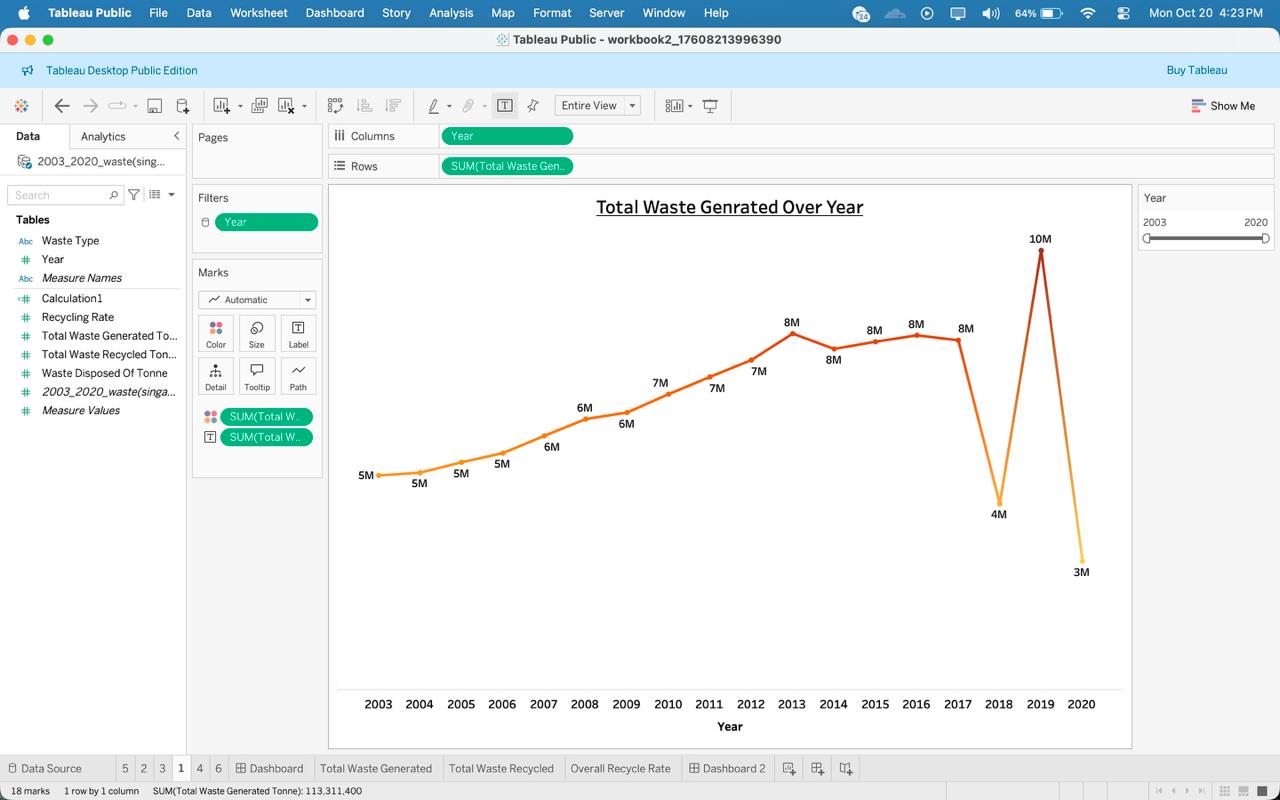 Tableau Public File Data Worksheet Dashboard Story Analysis Map Format Server Window Help 34 64% Mon Oct 20 4:23 PM
Tableau Public - workbook2_17608213996390
Tableau Desktop Public Edition Buy Tableau
Entire View Show Me
Data Analytics
2003_2020_waste(sing...
Search
Tables
Abc Waste Type
Year
Abc Measure Names
Calculation1
Recycling Rate
Total Waste Generated To...
Total Waste Recycled Ton...
Waste Disposed Of Tonne
2003_2020_waste(singa...
Measure Values
Pages
Filters
Year
Marks
Automatic
Color Size Label
Detail Tooltip Path
SUM(Total W..
SUM(Total W..
Columns Year
Rows SUM(Total Waste Gen..
Total Waste Genrated Over Year
5M 5M 5M 5M 6M 6M 6M 7M 7M 7M 8M 8M 8M 8M 8M 4M 10M 3M
2003 2004 2005 2006 2007 2008 2009 2010 2011 2012 2013 2014 2015 2016 2017 2018 2019 2020
Year
Year
2003 2020
Data Source 5 2 3 1 4 6 Dashboard Total Waste Generated Total Waste Recycled Overall Recycle Rate Dashboard 2
18 marks 1 row by 1 column SUM(Total Waste Generated Tonne): 113,311,400